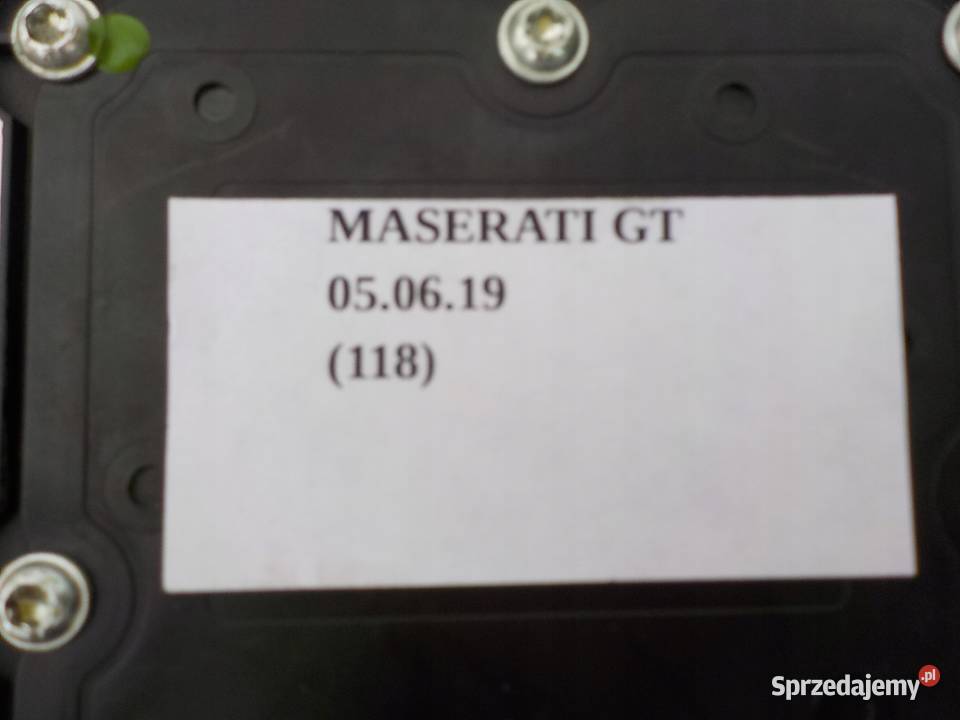 MASERATI GT
05.06.19
(118)
Sprzedajemy.pl